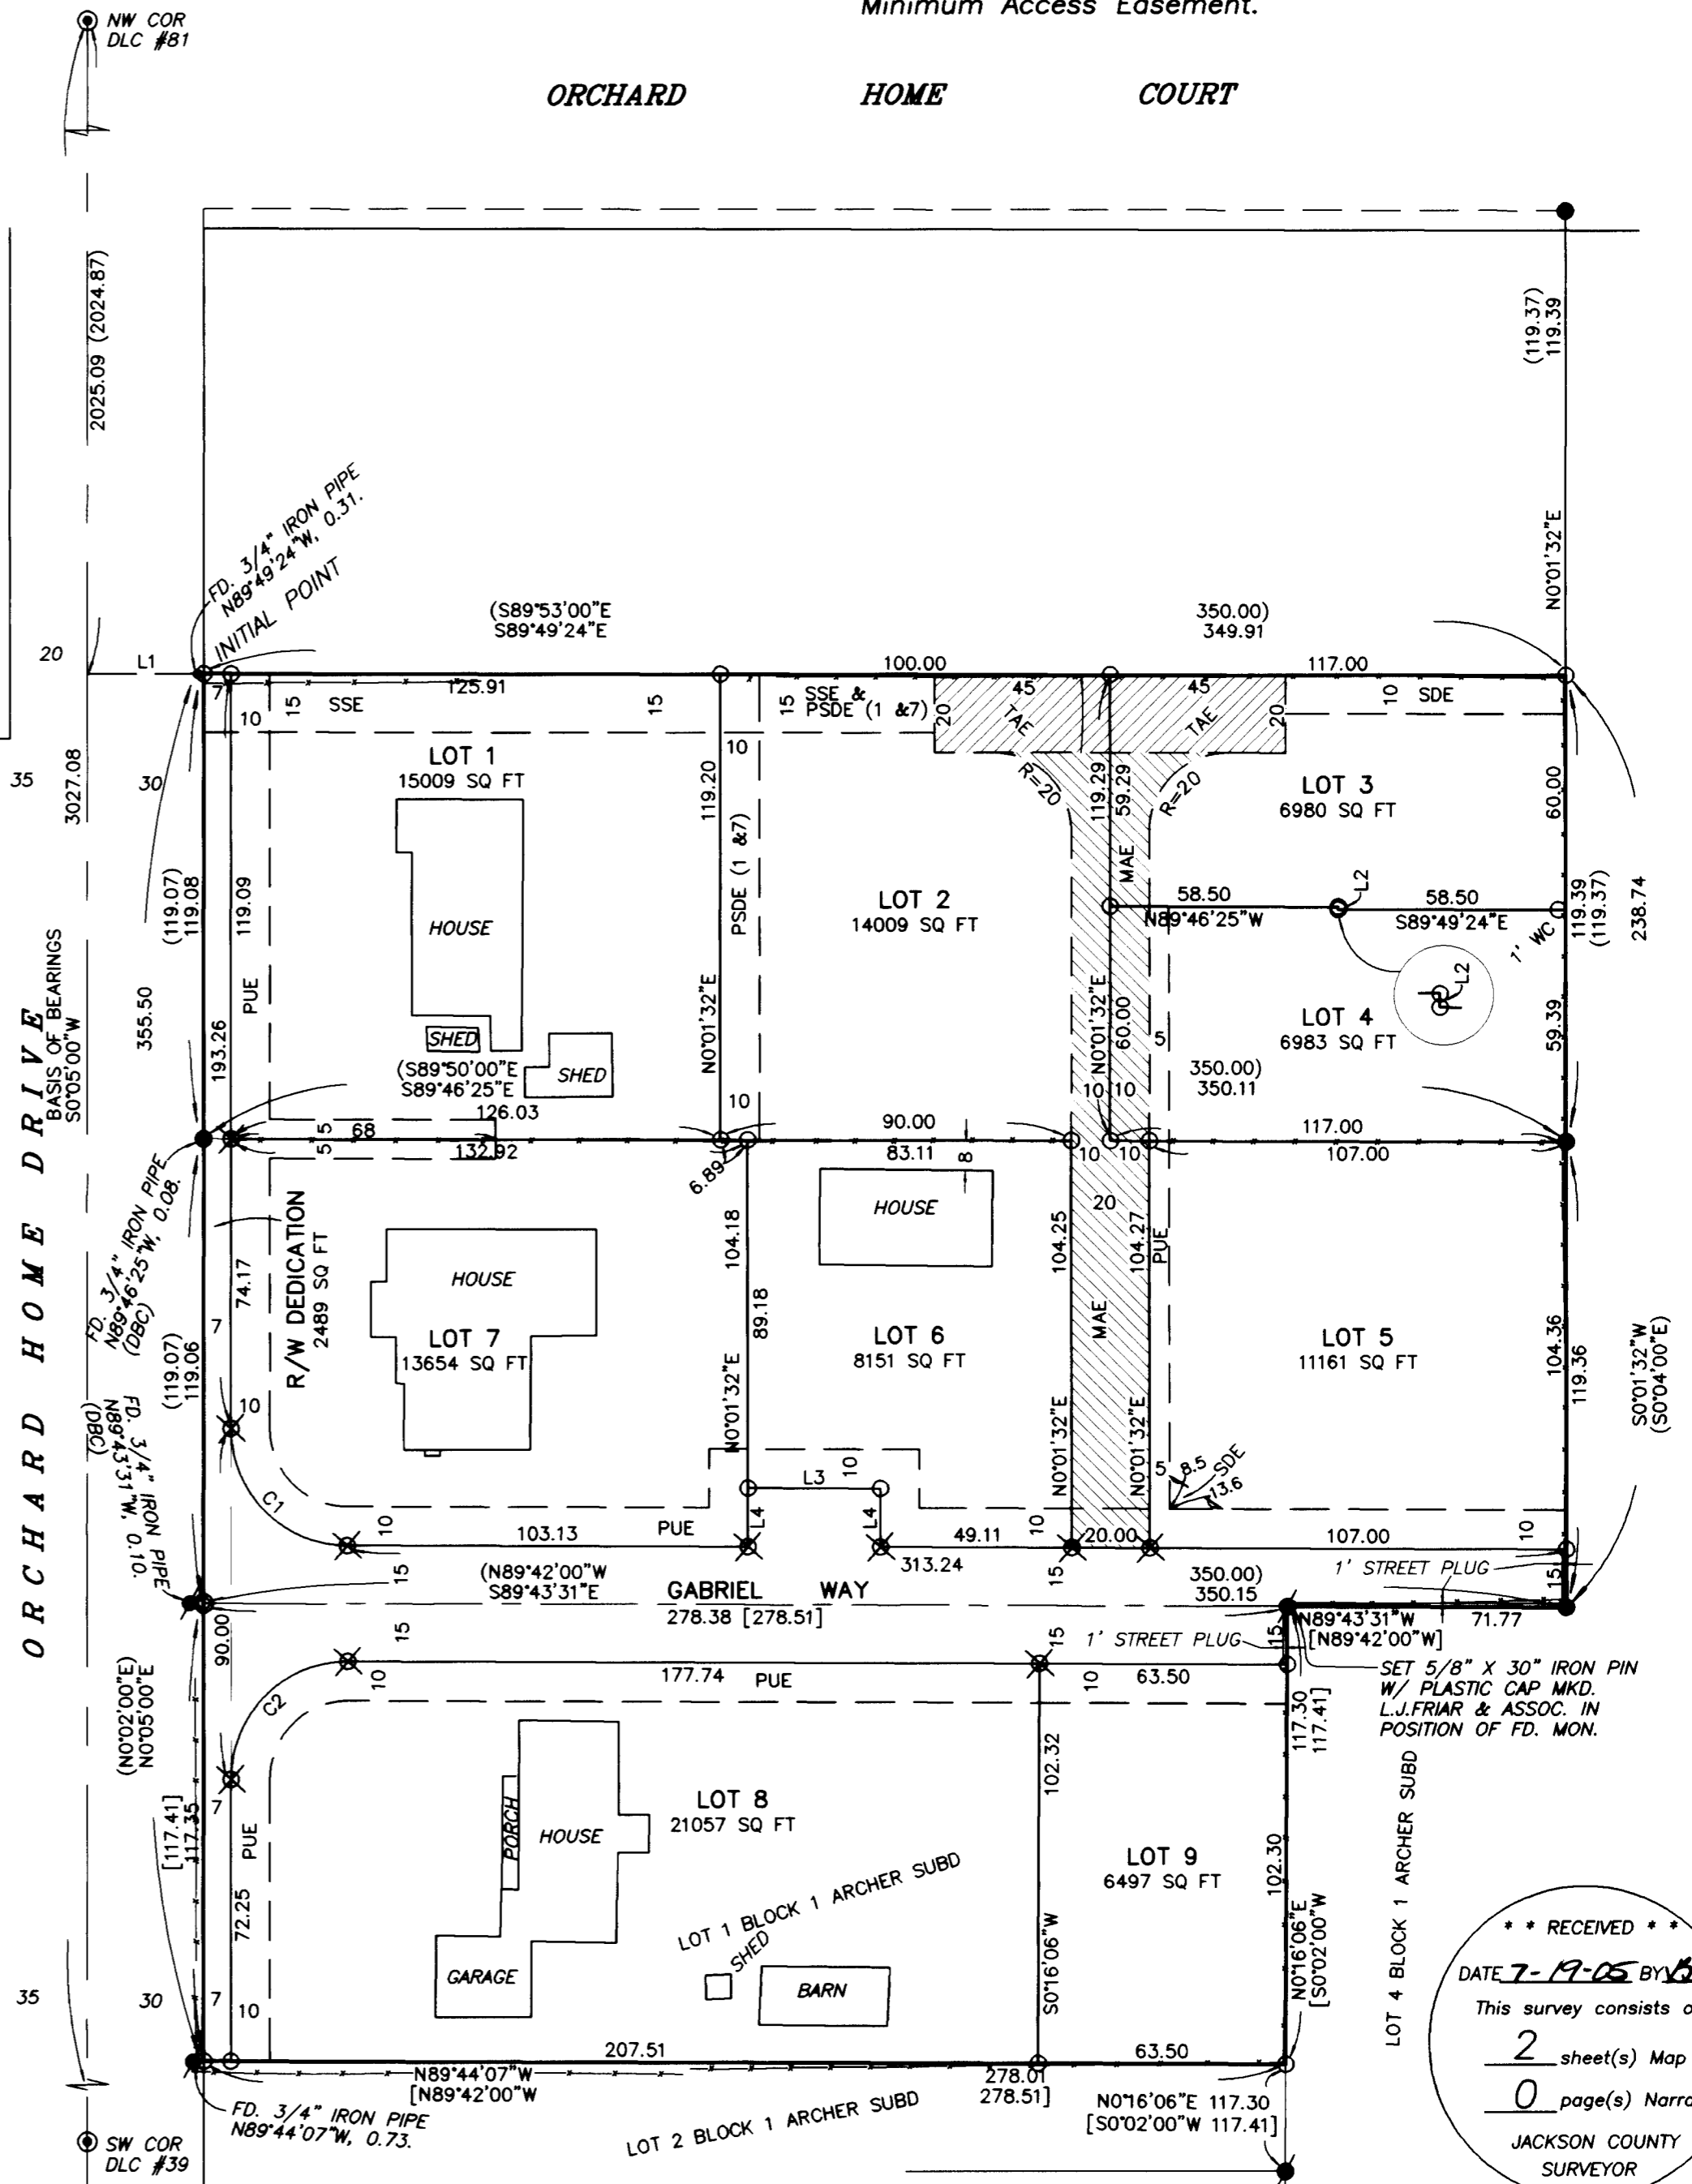 Minimum Access Easement.
NW COR
DLC #81
ORCHARD HOME COURT
2025.09 (2024.87)
(119.37)
119.39
N0°01'32"E
FD. 3/4" IRON PIPE
N89°49'24"W, 0.31.
INITIAL POINT
(S89°53'00"E 350.00)
S89°49'24"E 349.91
20
L1
100.00
117.00
7
125.91
15
SSE
15
15
SSE &
PSDE (1 &7)
20
45
45
TAE
TAE
20
10
SDE
10
LOT 1
15009 SQ FT
10
35
3027.08
30
119.20
R=20
119.29
59.29
R=20
LOT 3
6980 SQ FT
60.00
PSDE (1 &7)
MAE
(119.07)
119.08
119.09
PUE
HOUSE
LOT 2
14009 SQ FT
58.50
N89°46'25"W
L2
58.50
S89°49'24"E
1' WC
119.39
(119.37)
238.74
L2
ORCHARD HOME DRIVE
BASIS OF BEARINGS
S0°05'00"W
355.50
193.26
N0°01'32"E
N0°01'32"E
60.00
5
LOT 4
6983 SQ FT
59.39
SHED
SHED
(S89°50'00"E 350.00)
S89°46'25"E 350.11
126.03
10
10
10
5
5
68
132.92
90.00
83.11
8
10
10
117.00
107.00
6.89
FD. 3/4" IRON PIPE
N89°46'25"W, 0.08.
(DBC)
R/W DEDICATION
2489 SQ FT
HOUSE
20
104.18
104.25
104.27
PUE
74.17
HOUSE
7
LOT 7
13654 SQ FT
89.18
LOT 6
8151 SQ FT
MAE
LOT 5
11161 SQ FT
104.36
119.36
S0°01'32"W
(S0°04'00"E)
(119.07)
119.06
10
N0°01'32"E
N0°01'32"E
N0°01'32"E
FD. 3/4" IRON PIPE
N89°43'31"W, 0.10.
(DBC)
C1
L3
10
5
8.5
SDE
13.6
10
103.13
PUE
L4
L4
49.11
10
20.00
107.00
10
313.24
1' STREET PLUG
15
(N89°42'00"W 350.00)
S89°43'31"E 350.15
GABRIEL WAY
15
15
278.38 [278.51]
N89°43'31"W 71.77
[N89°42'00"W]
90.00
15
15
1' STREET PLUG
15
10
177.74
PUE
10
63.50
SET 5/8" X 30" IRON PIN
W/ PLASTIC CAP MKD.
L.J.FRIAR & ASSOC. IN
POSITION OF FD. MON.
C2
N0°05'00"E
(N0°02'00"E)
117.30
117.41]
102.32
7
PORCH
HOUSE
LOT 8
21057 SQ FT
[117.41]
117.35
PUE
72.25
LOT 9
6497 SQ FT
102.30
LOT 4 BLOCK 1 ARCHER SUBD
LOT 1 BLOCK 1 ARCHER SUBD
SHED
S0°16'06"W
N0°16'06"E
[S0°02'00"W
GARAGE
BARN
35
30
7
10
207.51
63.50
N89°44'07"W 278.01
[N89°42'00"W 278.51]
FD. 3/4" IRON PIPE
N89°44'07"W, 0.73.
LOT 2 BLOCK 1 ARCHER SUBD
N0°16'06"E 117.30
[S0°02'00"W 117.41]
SW COR
DLC #39
* * RECEIVED * *
DATE 7-19-05 BY
This survey consists o
2 sheet(s) Map
0 page(s) Narra
JACKSON COUNTY
SURVEYOR